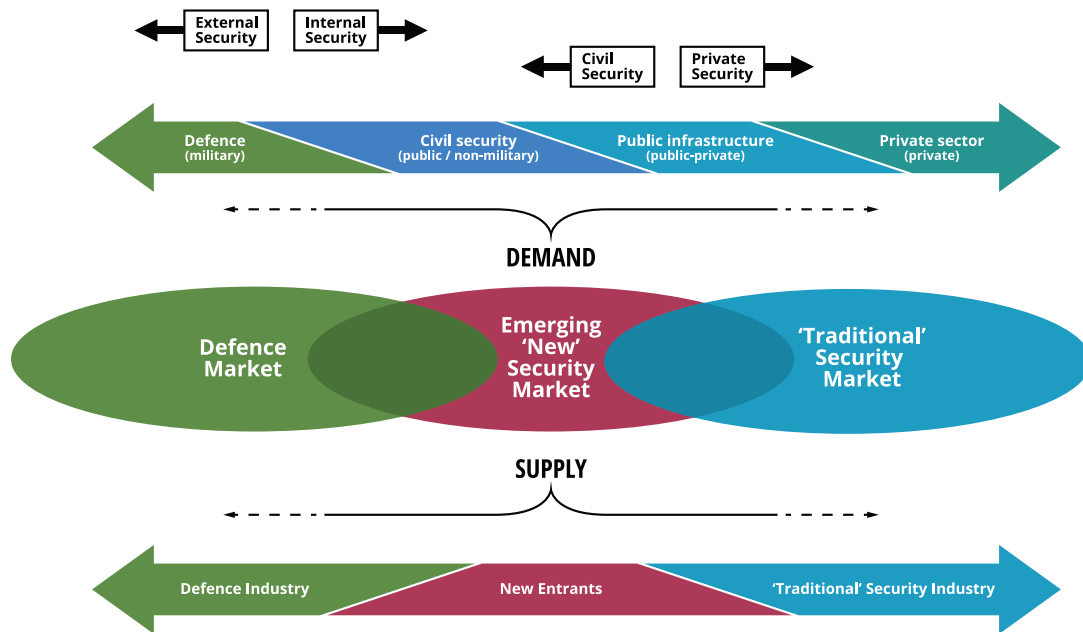 External
Security
Internal
Security
Civil
Security
Private
Security
Defence
(military)
Civil security
(public / non-military)
Public infrastructure
(public-private)
Private sector
(private)
DEMAND
Defence
Market
Emerging
‘New’
Security
Market
‘Traditional’
Security
Market
SUPPLY
Defence Industry
New Entrants
‘Traditional’ Security Industry